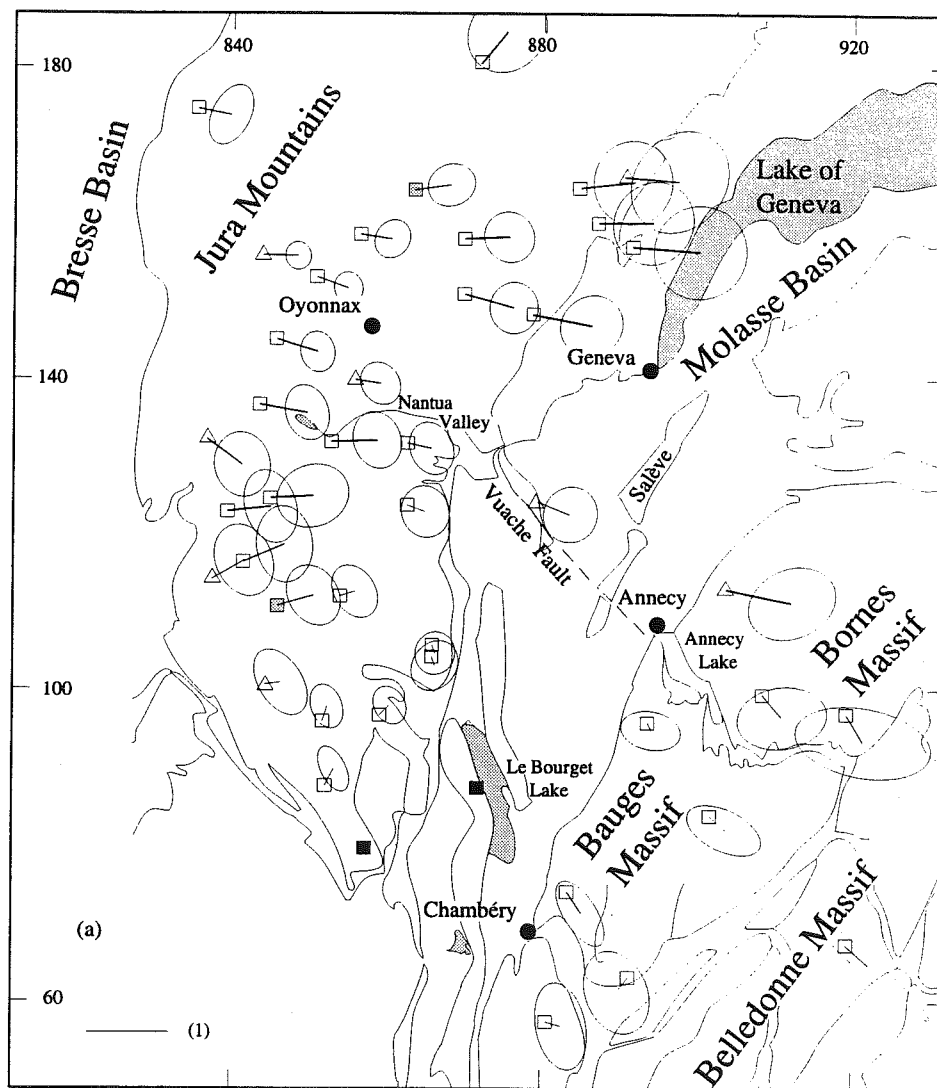 840
880
920
180
140
100
60
Bresse Basin
Jura Mountains
Lake of
Geneva
Molasse Basin
Oyonnax
Geneva
Nantua
Valley
Salève
Vuache Fault
Annecy
Annecy
Lake
Bornes
Massif
Le Bourget
Lake
Bauges
Massif
Chambéry
Belledonne Massif
(a)
(1)